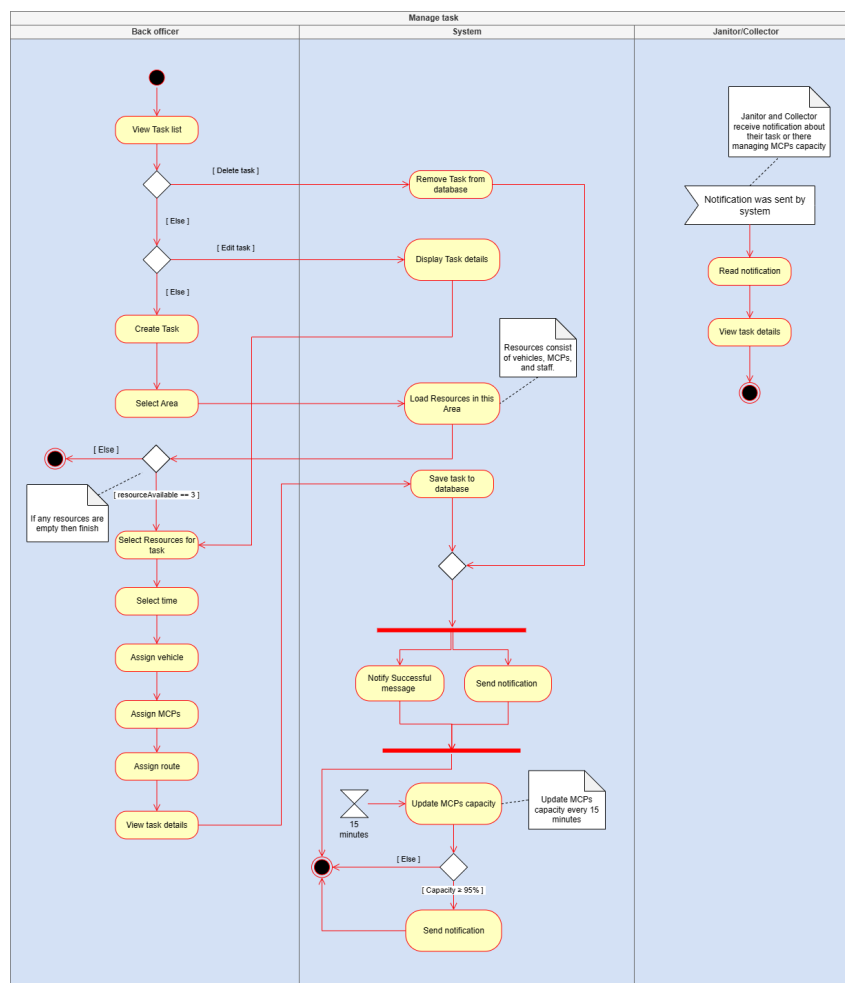 Manage task
Back officer
System
Janitor/Collector
View Task list
[ Delete task ]
Remove Task from
database
[ Else ]
[ Edit task ]
Display Task details
[ Else ]
Create Task
Resources consist
of vehicles, MCPs,
and staff.
Select Area
Load Resources in this
Area
[ Else ]
[ resourceAvailable == 3 ]
If any resources are
empty then finish
Save task to
database
Select Resources for
task
Select time
Assign vehicle
Notify Successful
message
Send notification
Assign MCPs
Assign route
View task details
15
minutes
Update MCPs capacity
Update MCPs
capacity every 15
minutes
[ Else ]
[ Capacity ≥ 95% ]
Send notification
Janitor and Collector
receive notification about
their task or there
managing MCPs capacity
Notification was sent by
system
Read notification
View task details